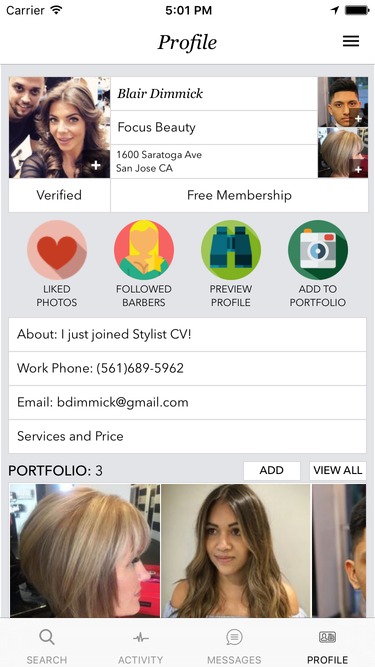 Carrier 5:01 PM
Profile
Blair Dimmick
Focus Beauty
1600 Saratoga Ave
San Jose CA
Verified
Free Membership
LIKED
PHOTOS
FOLLOWED
BARBERS
PREVIEW
PROFILE
ADD TO
PORTFOLIO
About: I just joined Stylist CV!
Work Phone: (561)689-5962
Email: bdimmick@gmail.com
Services and Price
PORTFOLIO: 3 ADD VIEW ALL
SEARCH ACTIVITY MESSAGES PROFILE